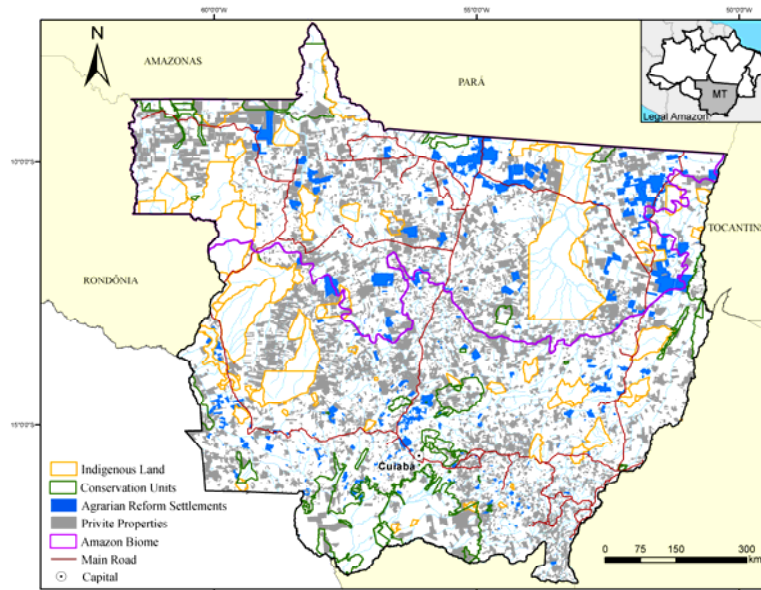 60°0'0"W
55°0'0"W
50°0'0"W
N
AMAZONAS
PARÁ
MT
Legal Amazon
10°0'0"S
TOCANTINS
RONDÔNIA
15°0'0"S
Cuiabá
Indigenous Land
Conservation Units
Agrarian Reform Settlements
Privite Properties
Amazon Biome
Main Road
Capital
0 75 150 300
km